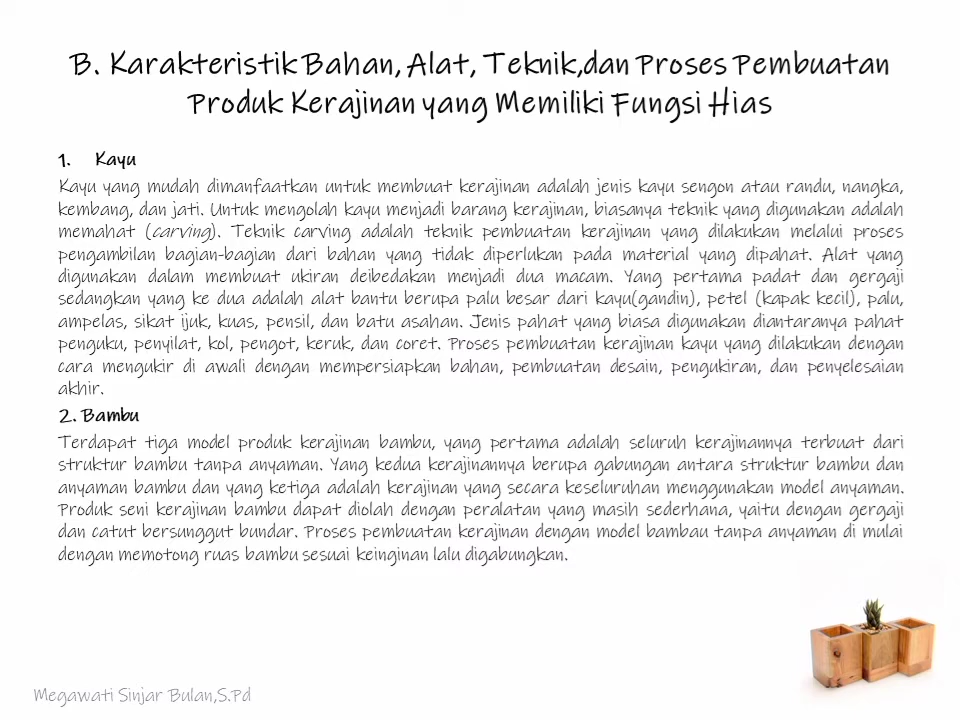 B. Karakteristik Bahan, Alat, Teknik,dan Proses Pembuatan
Produk Kerajinan yang Memiliki Fungsi Hias
1. Kayu
Kayu yang mudah dimanfaatkan untuk membuat kerajinan adalah jenis kayu sengon atau randu, nangka,
kembang, dan jati. Untuk mengolah kayu menjadi barang kerajinan, biasanya teknik yang digunakan adalah
memahat (carving). Teknik carving adalah teknik pembuatan kerajinan yang dilakukan melalui proses
pengambilan bagian-bagian dari bahan yang tidak diperlukan pada material yang dipahat. Alat yang
digunakan dalam membuat ukiran deibedakan menjadi dua macam. Yang pertama padat dan gergaji
sedangkan yang ke dua adalah alat bantu berupa palu besar dari kayu(gandin), petel (kapak kecil), palu,
ampelas, sikat ijuk, kuas, pensil, dan batu asahan. Jenis pahat yang biasa digunakan diantaranya pahat
penguku, penyilat, kol, pengot, keruk, dan coret. Proses pembuatan kerajinan kayu yang dilakukan dengan
cara mengukir di awali dengan mempersiapkan bahan, pembuatan desain, pengukiran, dan penyelesaian
akhir.
2. Bambu
Terdapat tiga model produk kerajinan bambu, yang pertama adalah seluruh kerajinannya terbuat dari
struktur bambu tanpa anyaman. Yang kedua kerajinannya berupa gabungan antara struktur bambu dan
anyaman bambu dan yang ketiga adalah kerajinan yang secara keseluruhan menggunakan model anyaman.
Produk seni kerajinan bambu dapat diolah dengan peralatan yang masih sederhana, yaitu dengan gergaji
dan catut bersunggut bundar. Proses pembuatan kerajinan dengan model bambau tanpa anyaman di mulai
dengan memotong ruas bambu sesuai keinginan lalu digabungkan.
Megawati Sinjar Bulan,S.Pd